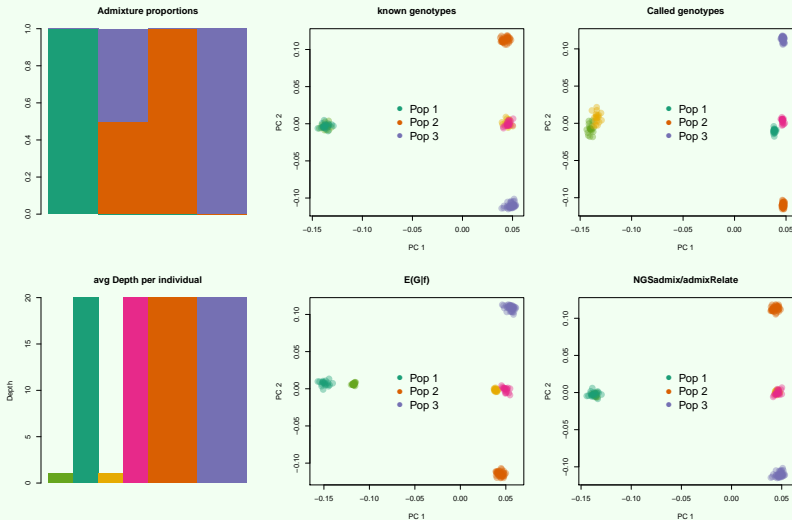 Admixture proportions
1.0
0.8
0.6
0.4
0.2
0.0
known genotypes
PC 2
0.10
0.05
0.00
−0.05
−0.10
Pop 1
Pop 2
Pop 3
−0.15 −0.10 −0.05 0.00 0.05
PC 1
Called genotypes
PC 2
0.10
0.05
0.00
−0.05
−0.10
Pop 1
Pop 2
Pop 3
−0.15 −0.10 −0.05 0.00 0.05
PC 1
avg Depth per individual
Depth
20
15
10
5
0
E(G|f)
PC 2
0.10
0.05
0.00
−0.05
−0.10
Pop 1
Pop 2
Pop 3
−0.15 −0.10 −0.05 0.00 0.05
PC 1
NGSadmix/admixRelate
PC 2
0.10
0.05
0.00
−0.05
−0.10
Pop 1
Pop 2
Pop 3
−0.15 −0.10 −0.05 0.00 0.05
PC 1